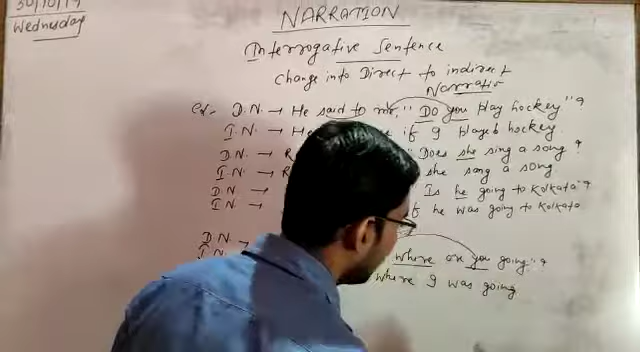 30/10/19
Wednesday
NARRATION
Interrogative Sentence
Change into Direct to indirect
Narration
Ex- D.N. → He said to me, "Do you play hockey"?
I.N. → He if I played hockey.
D.N. → R "Does she sing a song?
I.N. → R she sang a song
D.N. → Is he going to Kolkata"?
I.N. → if he was going to Kolkata
D.N. → where are you going"?
I.N. where I was going